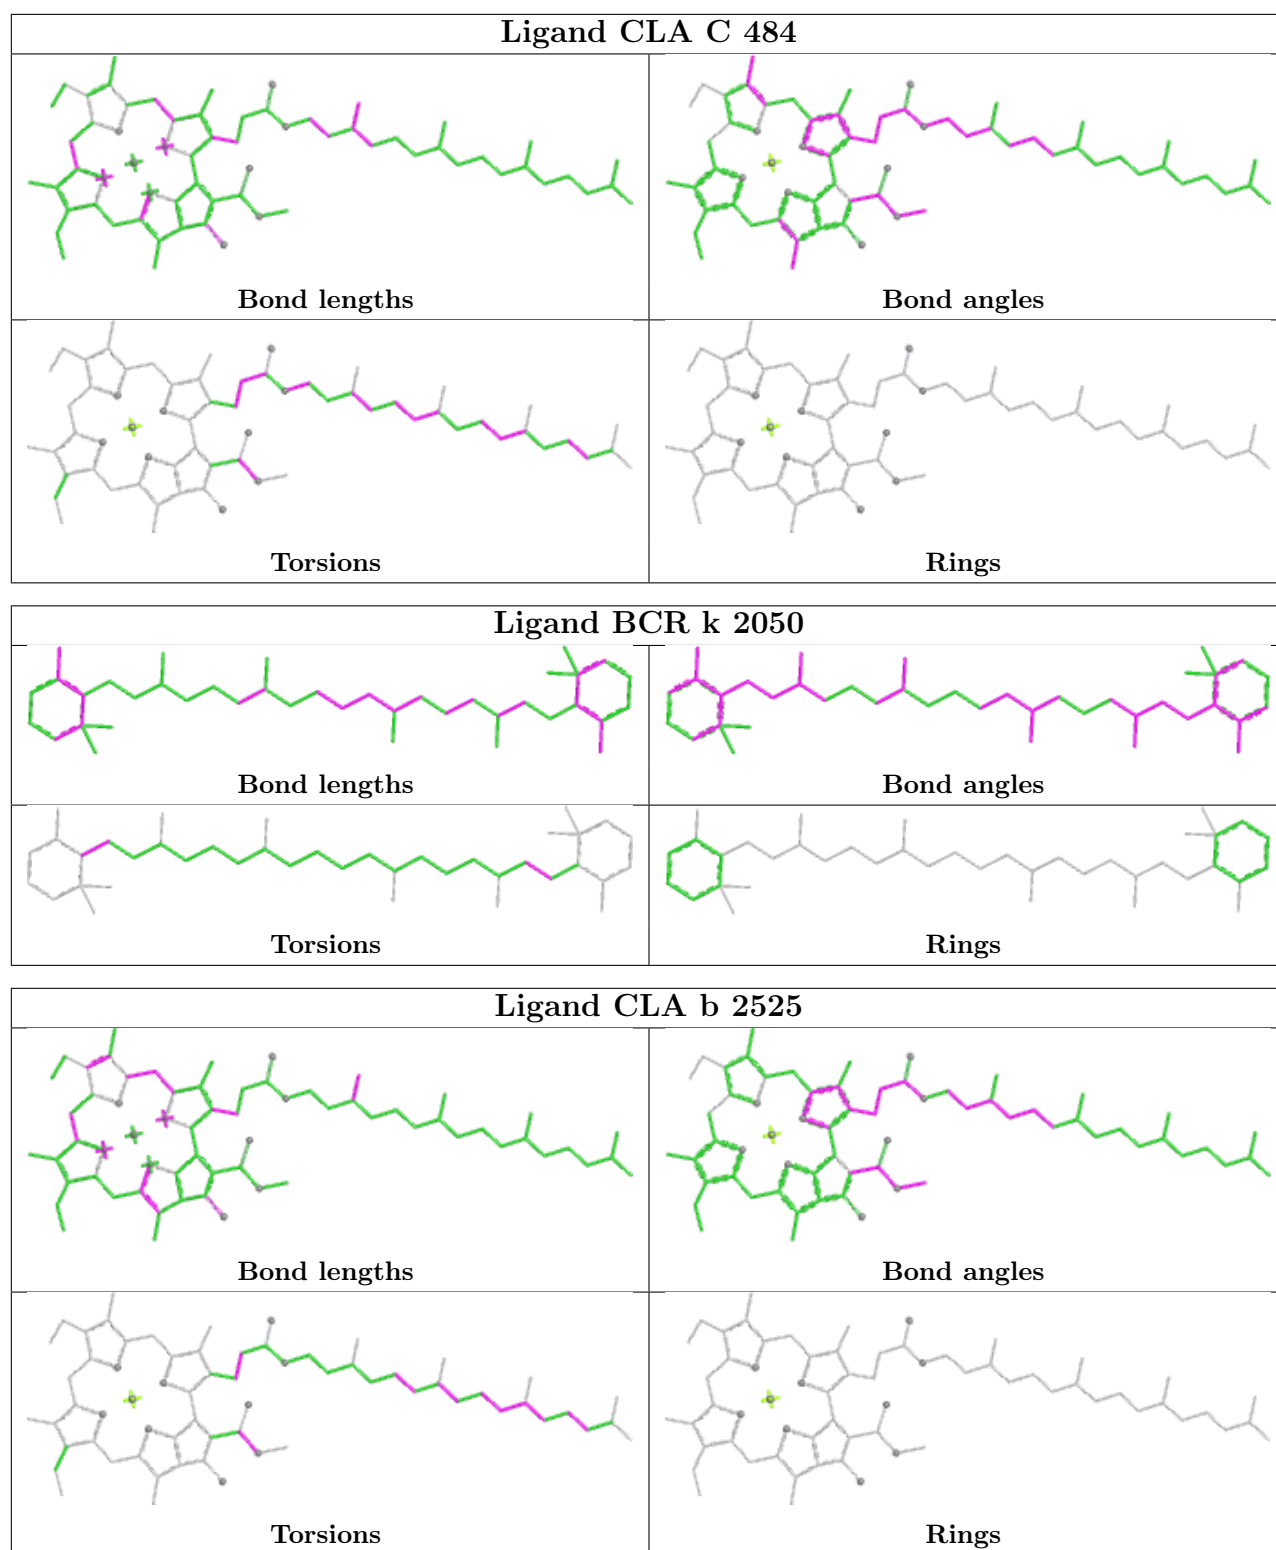 Ligand CLA C 484
Bond lengths
Bond angles
Torsions
Rings
Ligand BCR k 2050
Bond lengths
Bond angles
Torsions
Rings
Ligand CLA b 2525
Bond lengths
Bond angles
Torsions
Rings